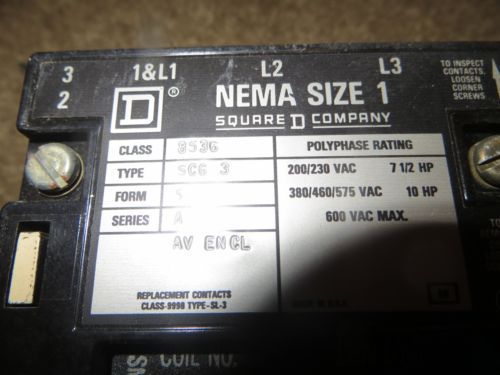 3 1&L1 L2 L3
2
TO INSPECT
CONTACTS,
LOOSEN
CORNER
SCREWS
D ® NEMA SIZE 1
SQUARE D COMPANY
CLASS 8536
TYPE SCG 3
FORM S
SERIES A
AV ENCL
REPLACEMENT CONTACTS
CLASS-9998 TYPE-SL-3
POLYPHASE RATING
200/230 VAC 7 1/2 HP
380/460/575 VAC 10 HP
600 VAC MAX.
MADE IN U.S.A.
COIL NO.